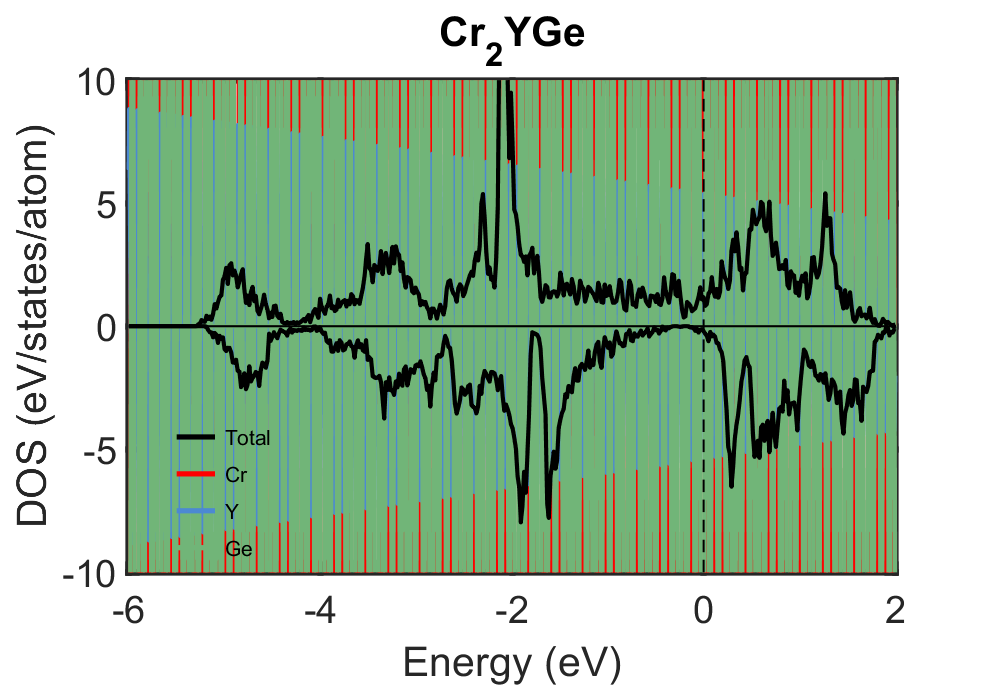 Cr2YGe
DOS (eV/states/atom)
10
5
0
-5
-10
Total
Cr
Y
Ge
-6 -4 -2 0 2
Energy (eV)